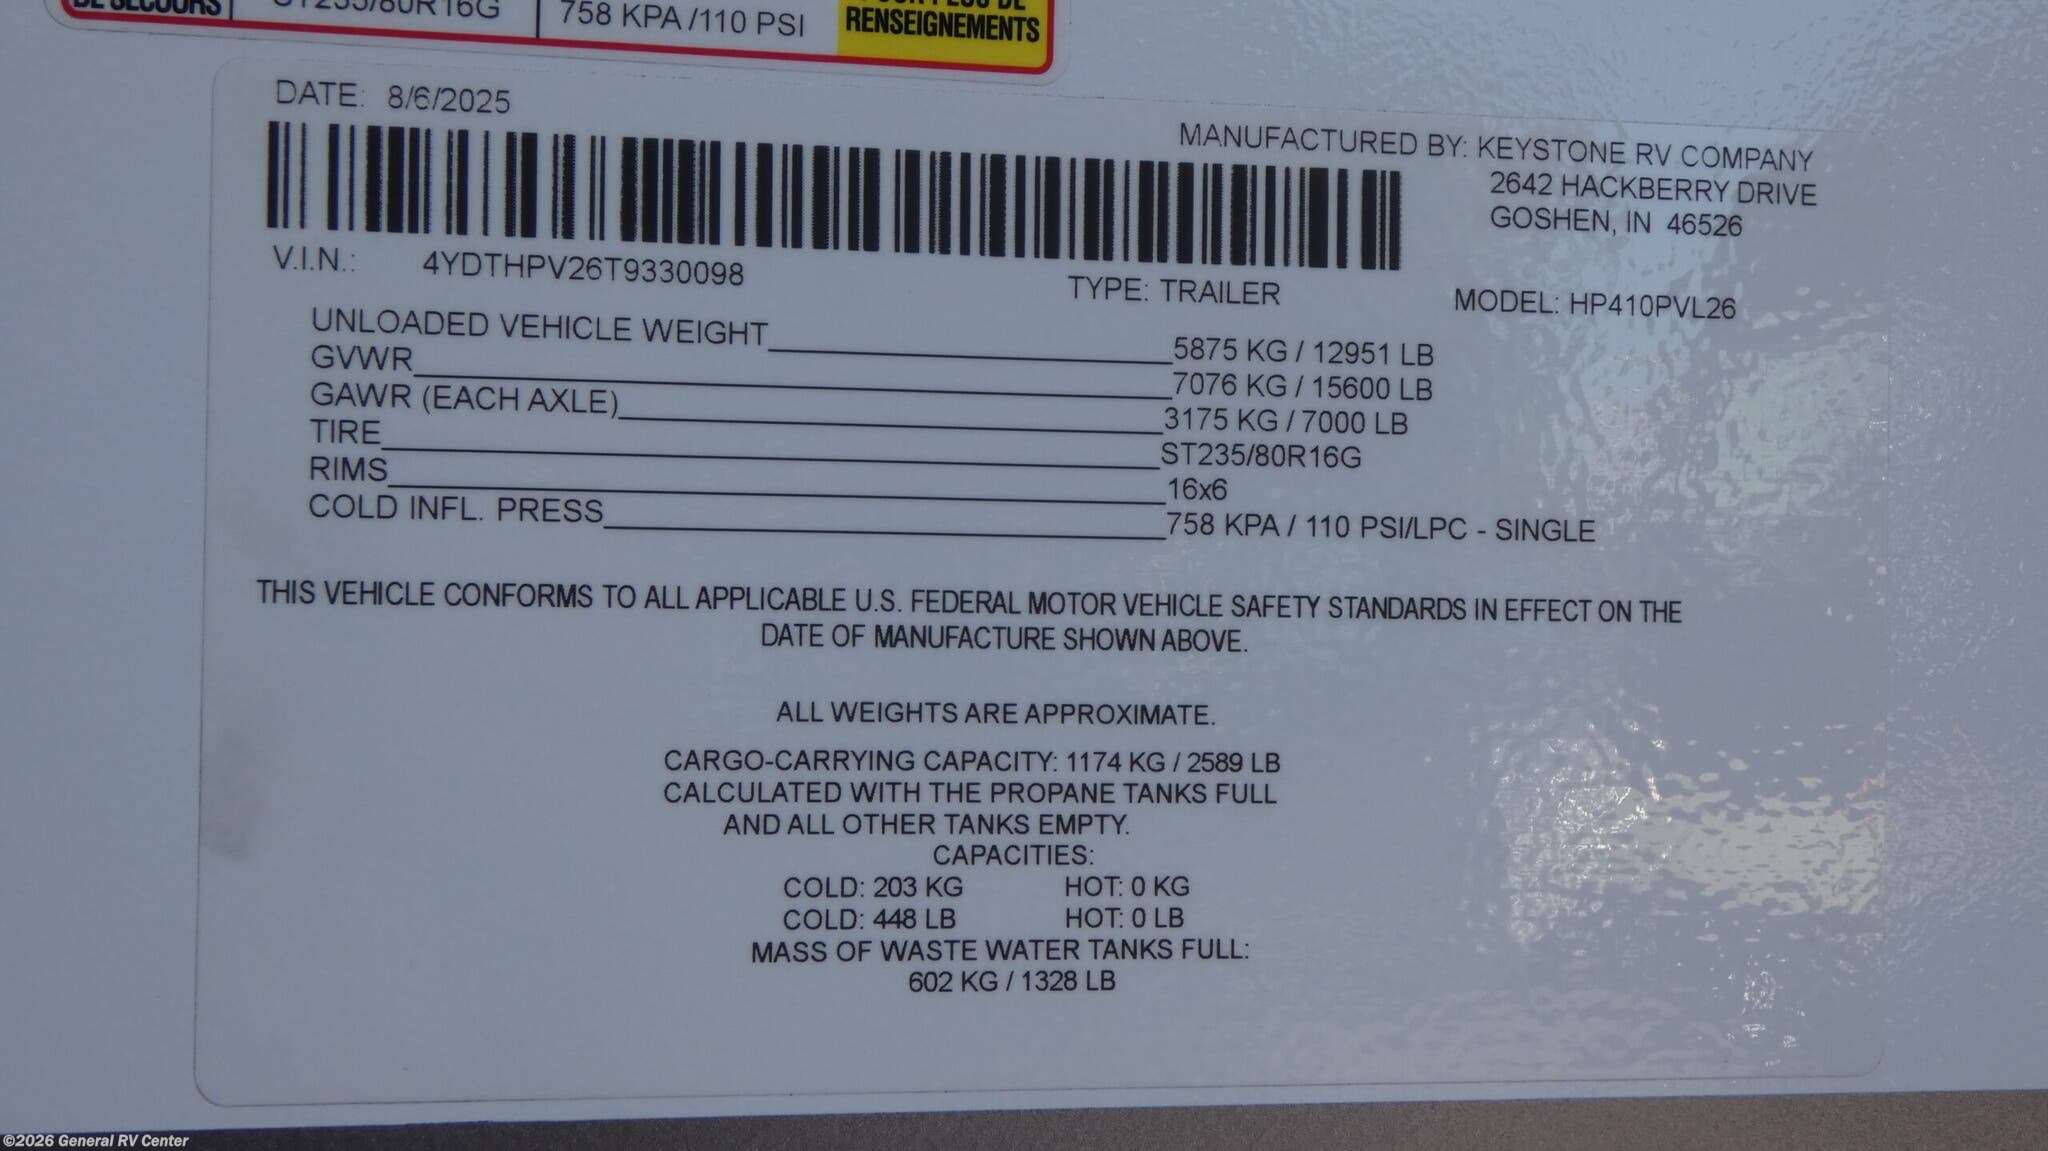 DE SECOURS
ST235/80R16G
758 KPA /110 PSI
RENSEIGNEMENTS
DATE: 8/6/2025
MANUFACTURED BY: KEYSTONE RV COMPANY
2642 HACKBERRY DRIVE
GOSHEN, IN 46526
V.I.N.: 4YDTHPV26T9330098
TYPE: TRAILER
MODEL: HP410PVL26
UNLOADED VEHICLE WEIGHT 5875 KG / 12951 LB
GVWR 7076 KG / 15600 LB
GAWR (EACH AXLE) 3175 KG / 7000 LB
TIRE ST235/80R16G
RIMS 16x6
COLD INFL. PRESS 758 KPA / 110 PSI/LPC - SINGLE
THIS VEHICLE CONFORMS TO ALL APPLICABLE U.S. FEDERAL MOTOR VEHICLE SAFETY STANDARDS IN EFFECT ON THE
DATE OF MANUFACTURE SHOWN ABOVE.
ALL WEIGHTS ARE APPROXIMATE.
CARGO-CARRYING CAPACITY: 1174 KG / 2589 LB
CALCULATED WITH THE PROPANE TANKS FULL
AND ALL OTHER TANKS EMPTY.
CAPACITIES:
COLD: 203 KG HOT: 0 KG
COLD: 448 LB HOT: 0 LB
MASS OF WASTE WATER TANKS FULL:
602 KG / 1328 LB
©2026 General RV Center